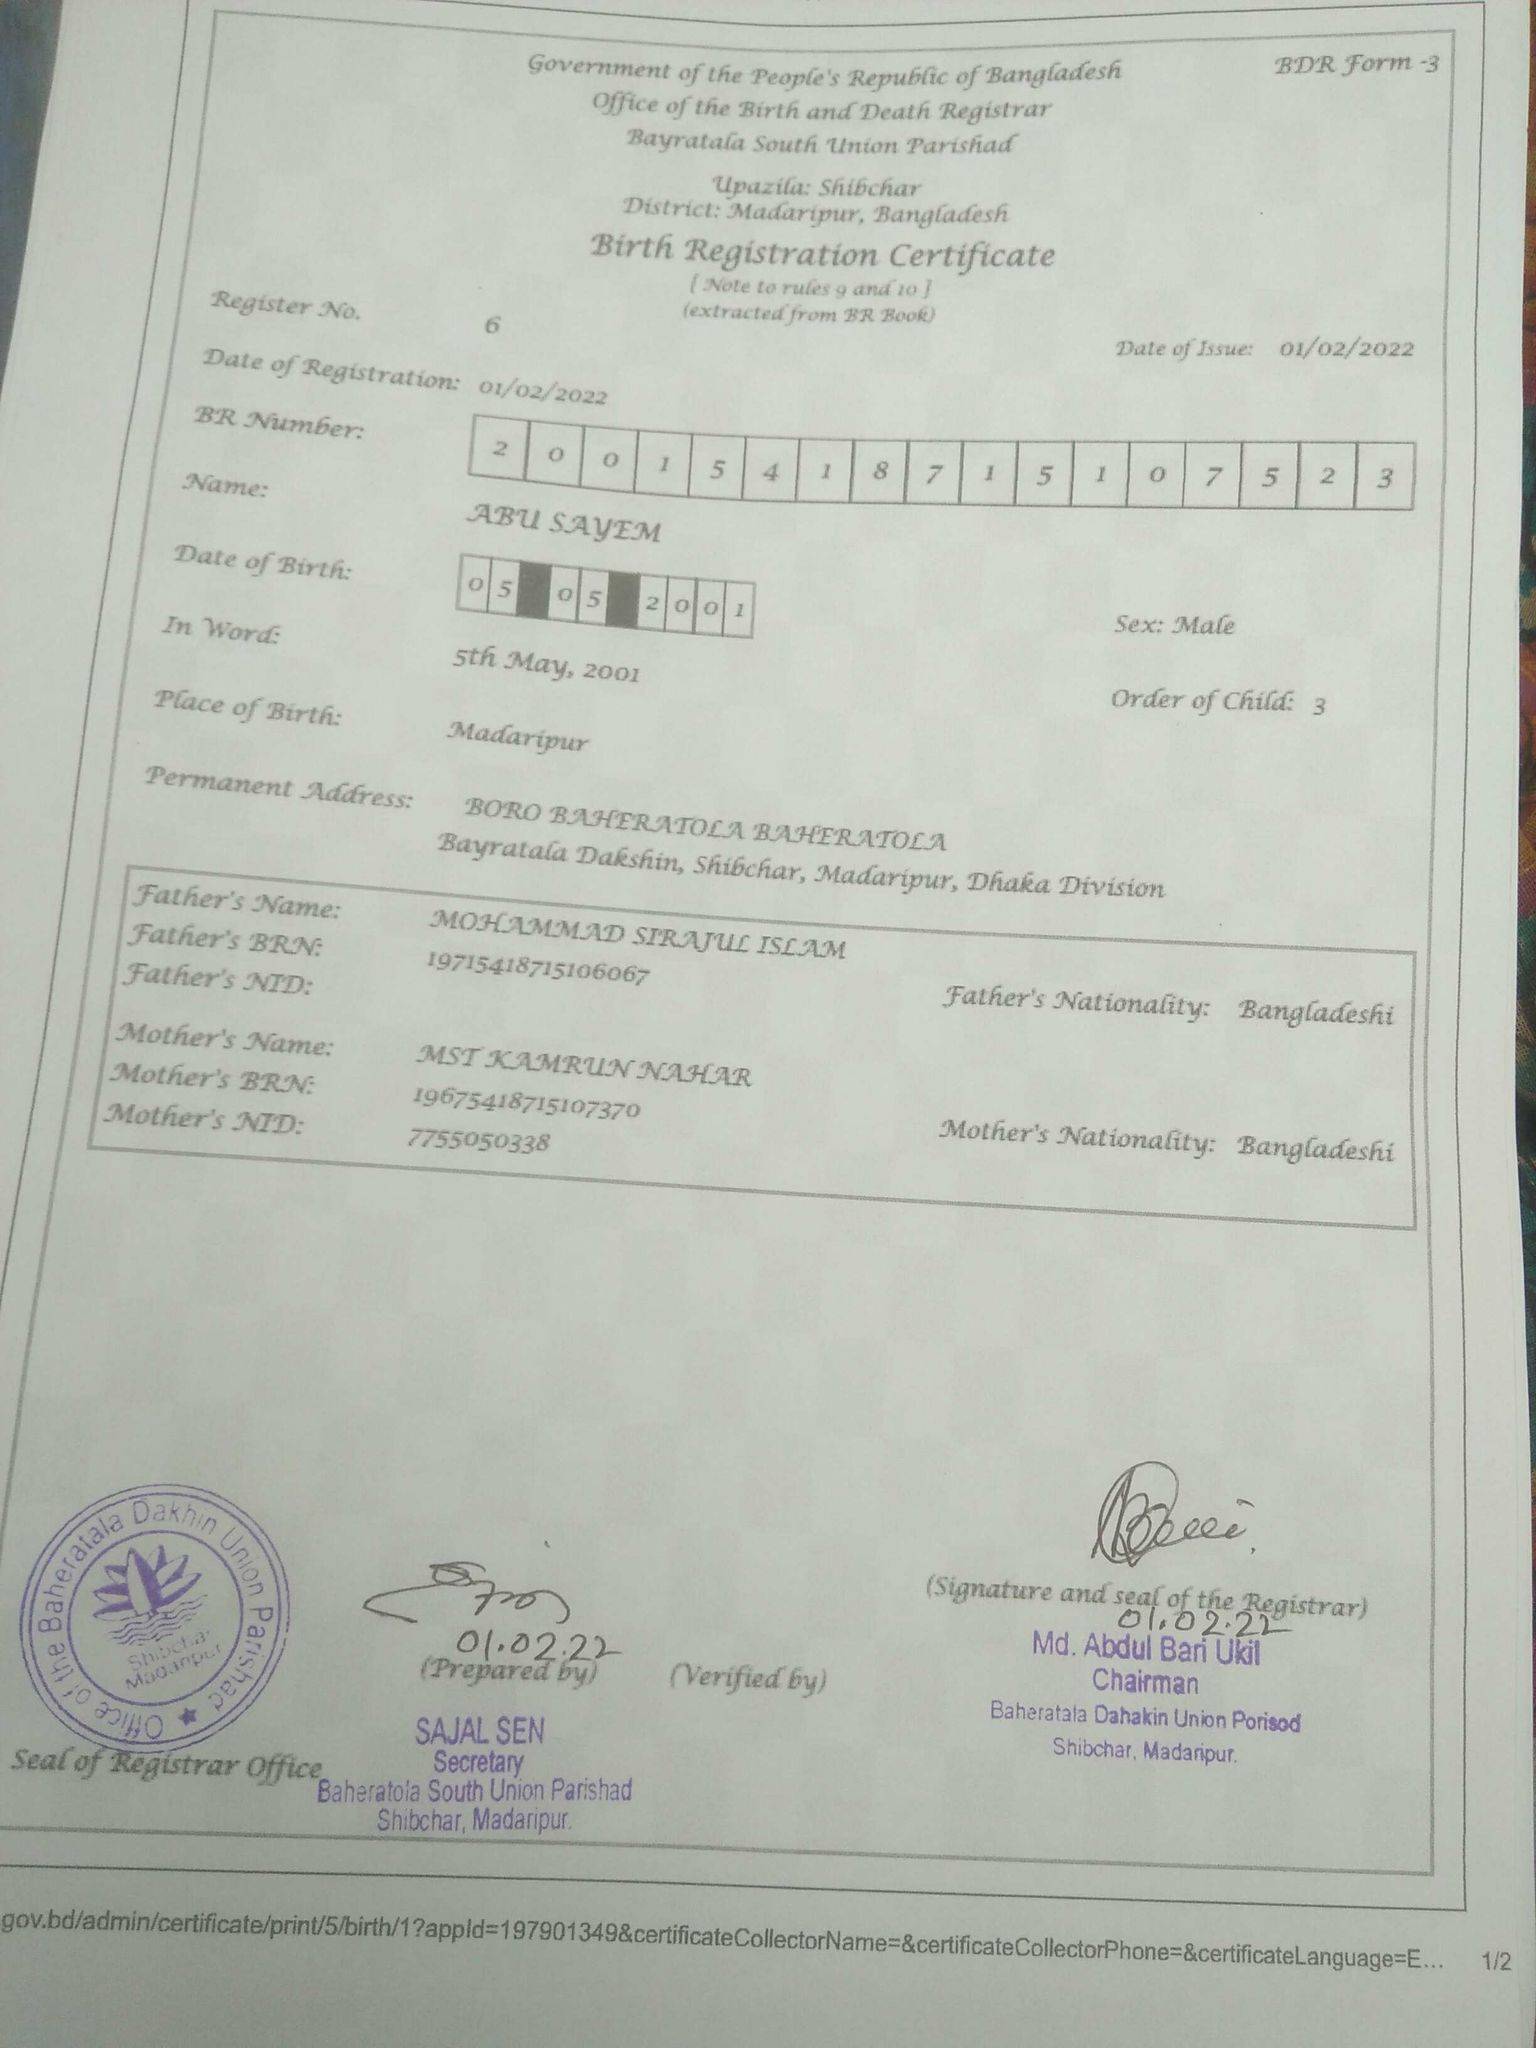 Government of the People's Republic of Bangladesh
BDR Form -3
Office of the Birth and Death Registrar
Bayratala South Union Parishad
Upazila: Shibchar
District: Madaripur, Bangladesh
Birth Registration Certificate
[ Note to rules 9 and 10 ]
(extracted from BR Book)
Register No. 6
Date of Issue: 01/02/2022
Date of Registration: 01/02/2022
BR Number: 2 0 0 1 5 4 1 8 7 1 5 1 0 7 5 2 3
Name: ABU SAYEM
Date of Birth: 0 5 0 5 2 0 0 1
Sex: Male
In Word: 5th May, 2001
Order of Child: 3
Place of Birth: Madaripur
Permanent Address: BORO BAHERATOLA BAHERATOLA
Bayratala Dakshin, Shibchar, Madaripur, Dhaka Division
Father's Name: MOHAMMAD SIRAJUL ISLAM
Father's BRN: 19715418715106067
Father's NID: Father's Nationality: Bangladeshi
Mother's Name: MST KAMRUN NAHAR
Mother's BRN: 19675418715107370
Mother's NID: 7755050338 Mother's Nationality: Bangladeshi
Office of the Baheratala Dakhin Union Parishad
Shibchar
Madaripur
Seal of Registrar Office
01.02.22
(Prepared by)
SAJAL SEN
Secretary
Baheratola South Union Parishad
Shibchar, Madaripur.
(Verified by)
(Signature and seal of the Registrar)
01.02.22
Md. Abdul Bari Ukil
Chairman
Baheratala Dahakin Union Porisod
Shibchar, Madaripur.
gov.bd/admin/certificate/print/5/birth/1?appId=197901349&certificateCollectorName=&certificateCollectorPhone=&certificateLanguage=E... 1/2